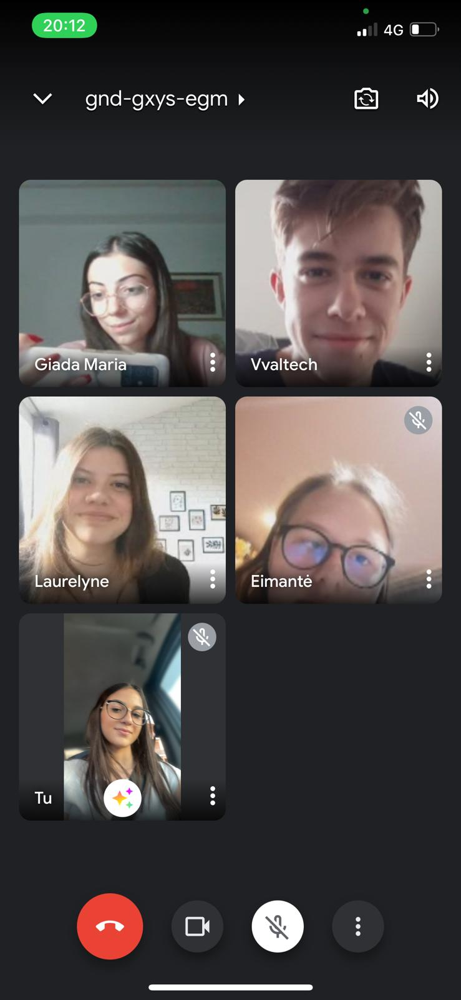 20:12
4G
gnd-gxys-egm
Giada Maria
Vvaltech
Laurelyne
Eimantė
Tu